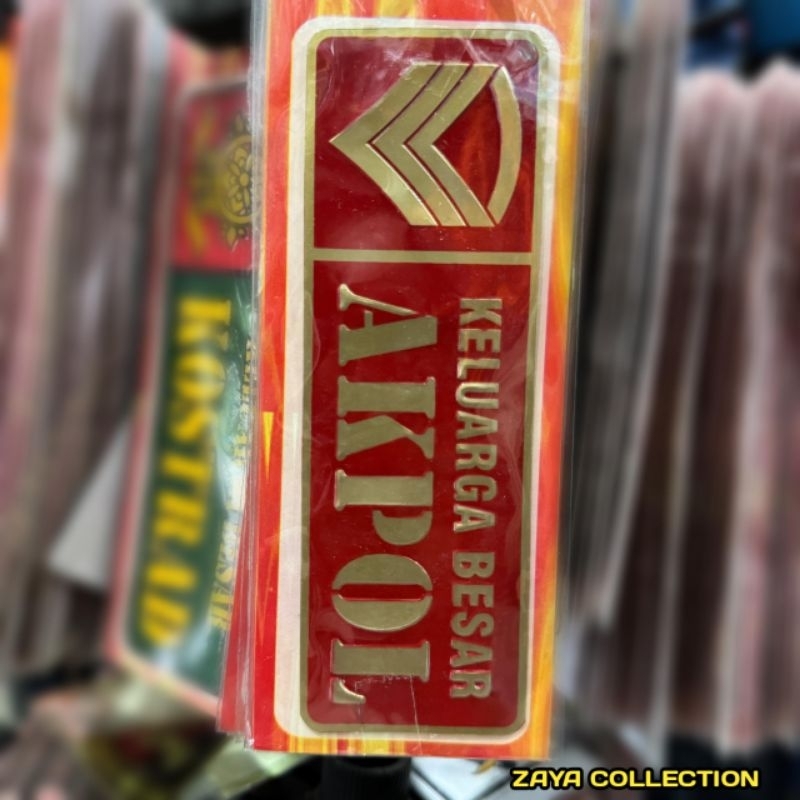 KELUARGA BESAR
AKPOL
KOSTRAD
ZAYA COLLECTION